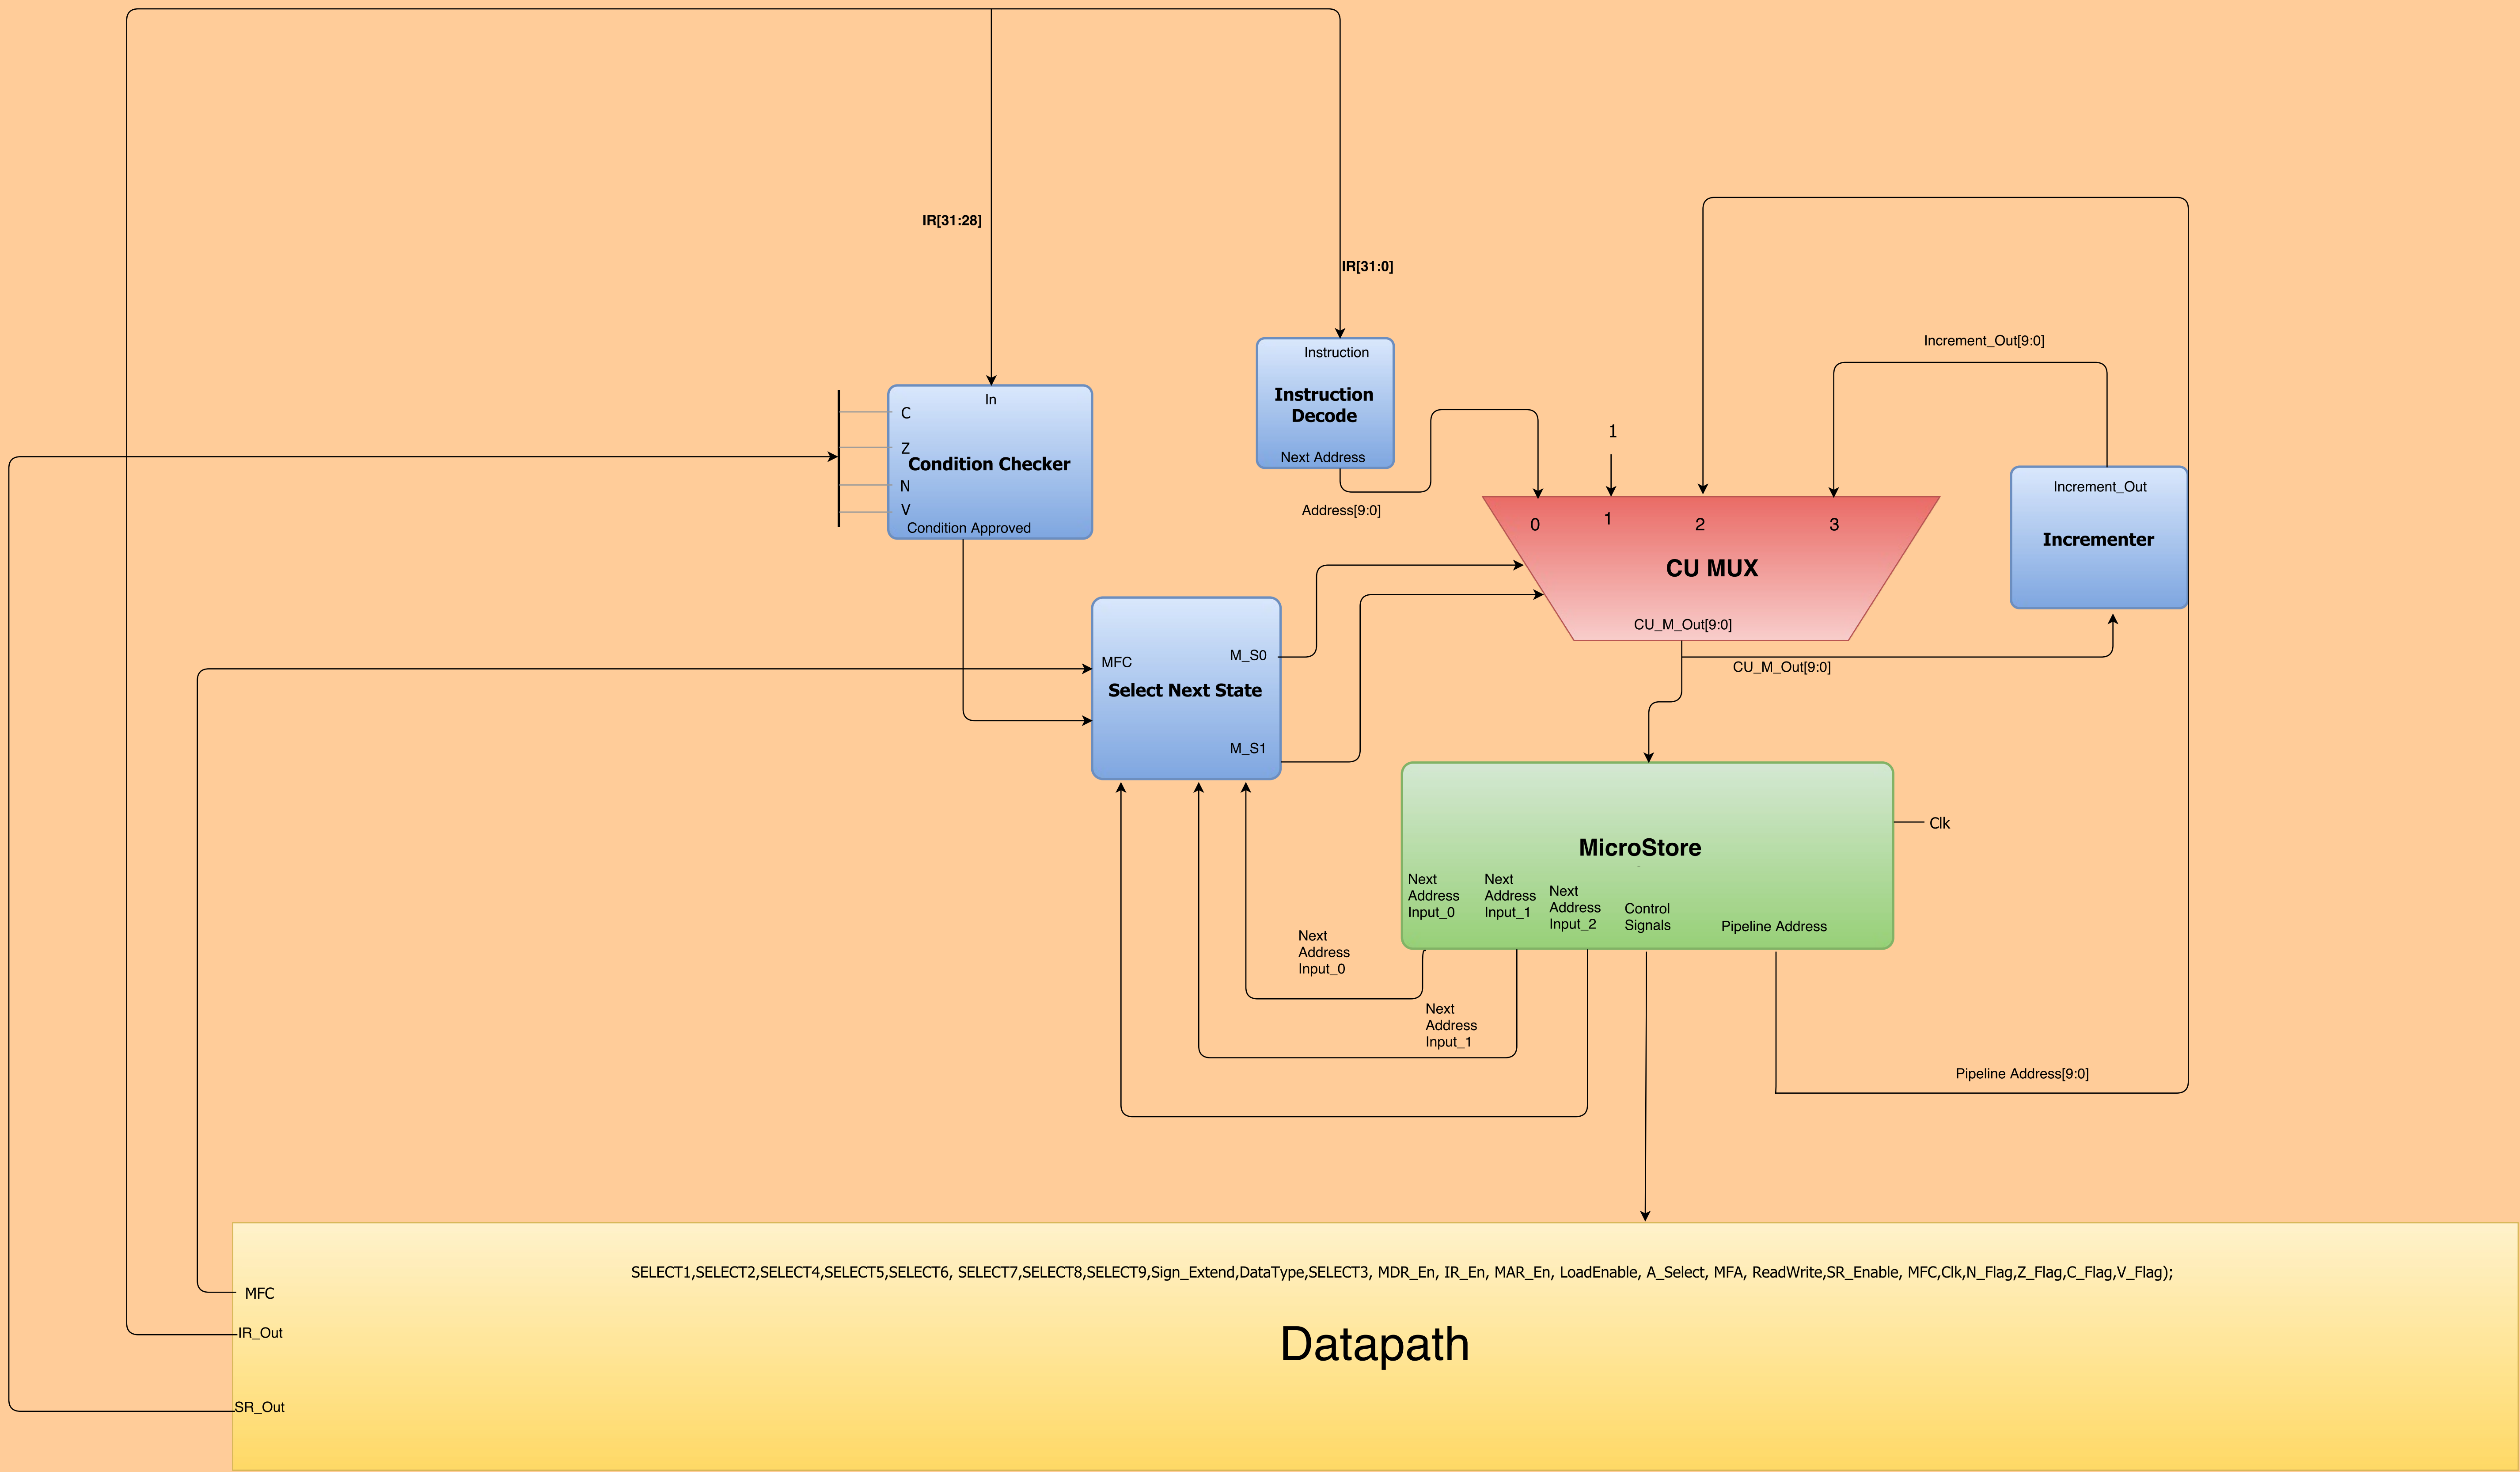 IR[31:28]
IR[31:0]
Instruction
Instruction
Decode
Next Address
Address[9:0]
In
C
Z
Condition Checker
N
V
Condition Approved
1
Increment_Out[9:0]
Increment_Out
Incrementer
0
1
2
3
CU MUX
CU_M_Out[9:0]
CU_M_Out[9:0]
MFC
M_S0
Select Next State
M_S1
Clk
MicroStore
Next
Address
Input_0
Next
Address
Input_1
Next
Address
Input_2
Control
Signals
Pipeline Address
Next
Address
Input_0
Next
Address
Input_1
Pipeline Address[9:0]
SELECT1,SELECT2,SELECT4,SELECT5,SELECT6, SELECT7,SELECT8,SELECT9,Sign_Extend,DataType,SELECT3, MDR_En, IR_En, MAR_En, LoadEnable, A_Select, MFA, ReadWrite,SR_Enable, MFC,Clk,N_Flag,Z_Flag,C_Flag,V_Flag);
MFC
IR_Out
Datapath
SR_Out